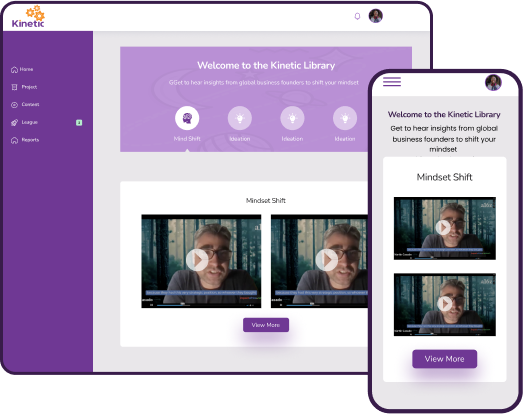 Kinetic
Home
Project
Content
League
Reports
Welcome to the Kinetic Library
GGet to hear insights from global business founders to shift your mindset
Mind Shift
Ideation
Ideation
Ideation
Mindset Shift
View More
Welcome to the Kinetic Library
Get to hear insights from global
business founders to shift your
mindset
Mindset Shift
View More